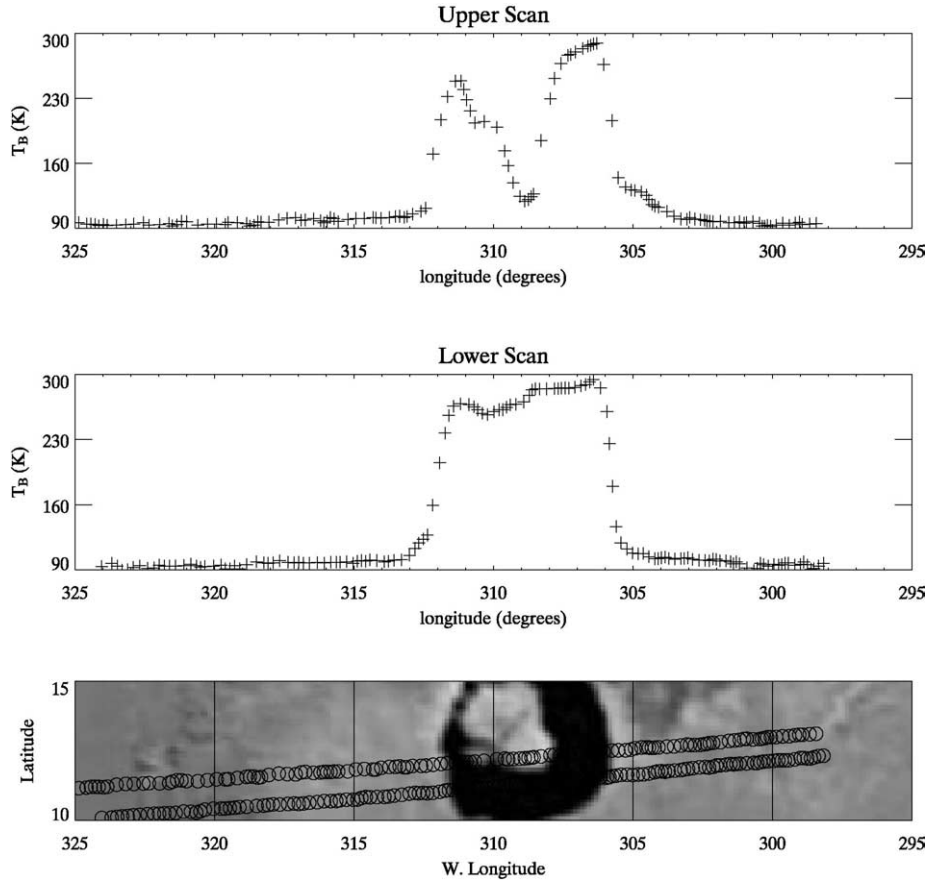 Upper Scan
300
230
160
90
T_B (K)
325 320 315 310 305 300 295
longitude (degrees)
Lower Scan
300
230
160
90
T_B (K)
325 320 315 310 305 300 295
longitude (degrees)
15
10
Latitude
325 320 315 310 305 300 295
W. Longitude